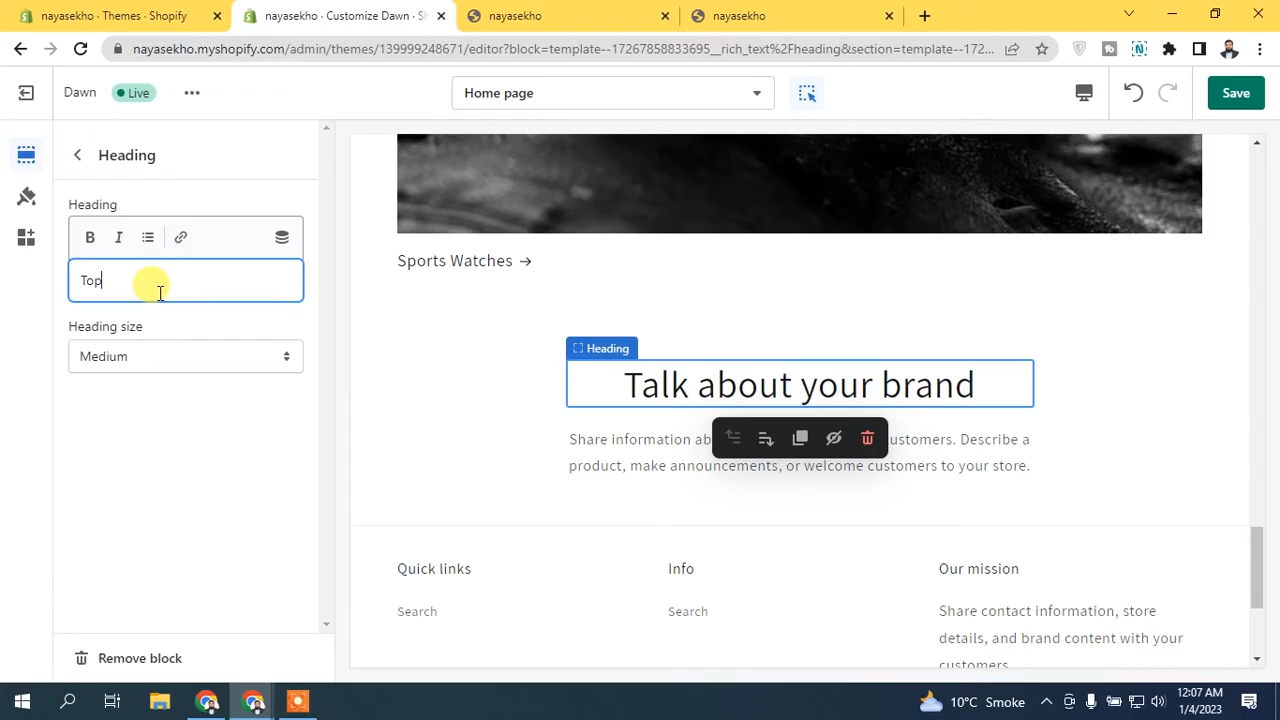 nayasekho · Themes · Shopify
nayasekho · Customize Dawn · Sh
nayasekho
nayasekho
nayasekho.myshopify.com/admin/themes/139999248671/editor?block=template--17267858833695__rich_text%2Fheading&section=template--172...
Dawn
Live
Home page
Save
Heading
Heading
B I
Top
Heading size
Medium
Remove block
Sports Watches →
Heading
Talk about your brand
Share information ab
ustomers. Describe a
product, make announcements, or welcome customers to your store.
Quick links
Info
Our mission
Search
Search
Share contact information, store
details, and brand content with your
customers.
10°C Smoke
12:07 AM
1/4/2023